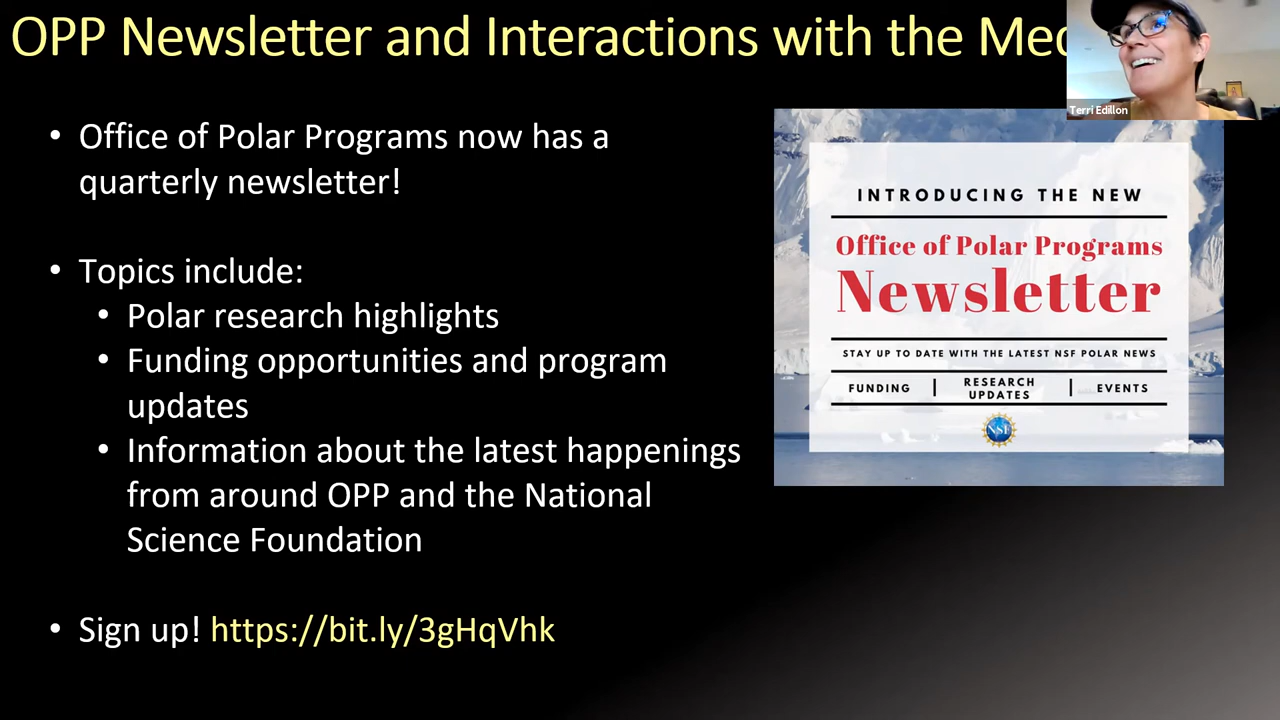 OPP Newsletter and Interactions with the Med
Terri Edillon
• Office of Polar Programs now has a
quarterly newsletter!
• Topics include:
• Polar research highlights
• Funding opportunities and program
updates
• Information about the latest happenings
from around OPP and the National
Science Foundation
• Sign up! https://bit.ly/3gHqVhk
INTRODUCING THE NEW
Office of Polar Programs
Newsletter
STAY UP TO DATE WITH THE LATEST NSF POLAR NEWS
FUNDING | RESEARCH UPDATES | EVENTS
NSF